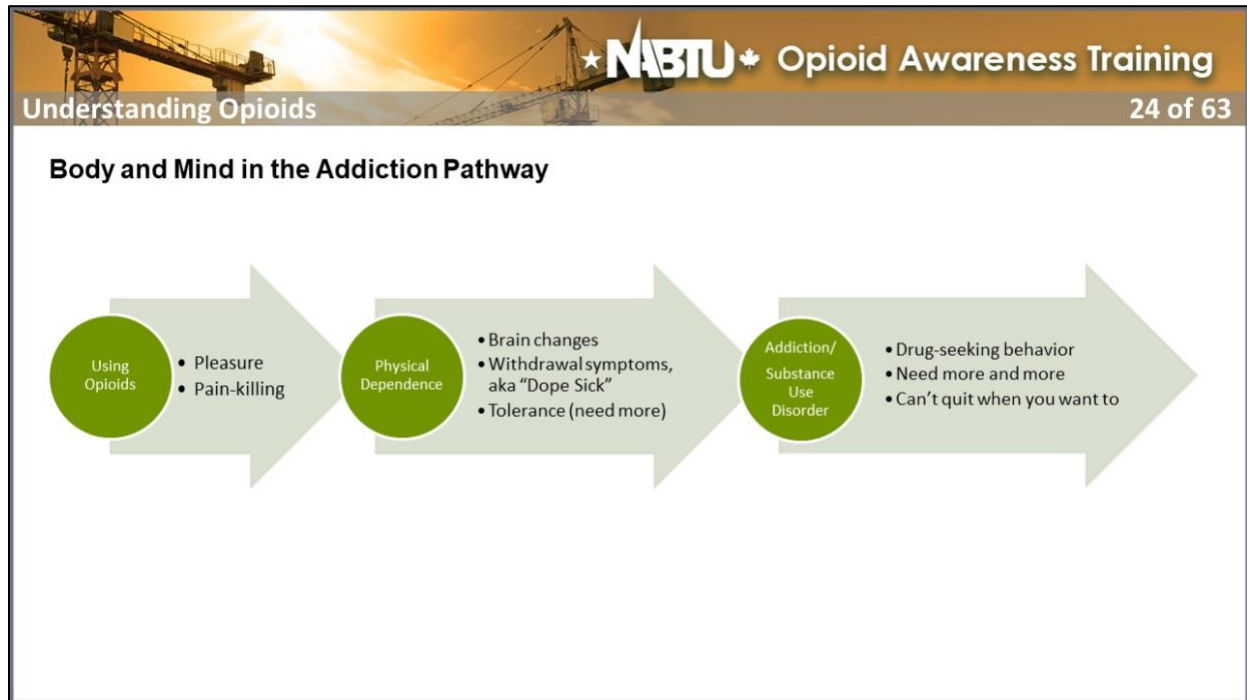 NABTU Opioid Awareness Training
Understanding Opioids 24 of 63
Body and Mind in the Addiction Pathway
Using
Opioids
• Pleasure
• Pain-killing
Physical
Dependence
• Brain changes
• Withdrawal symptoms,
aka “Dope Sick”
• Tolerance (need more)
Addiction/
Substance
Use
Disorder
• Drug-seeking behavior
• Need more and more
• Can’t quit when you want to